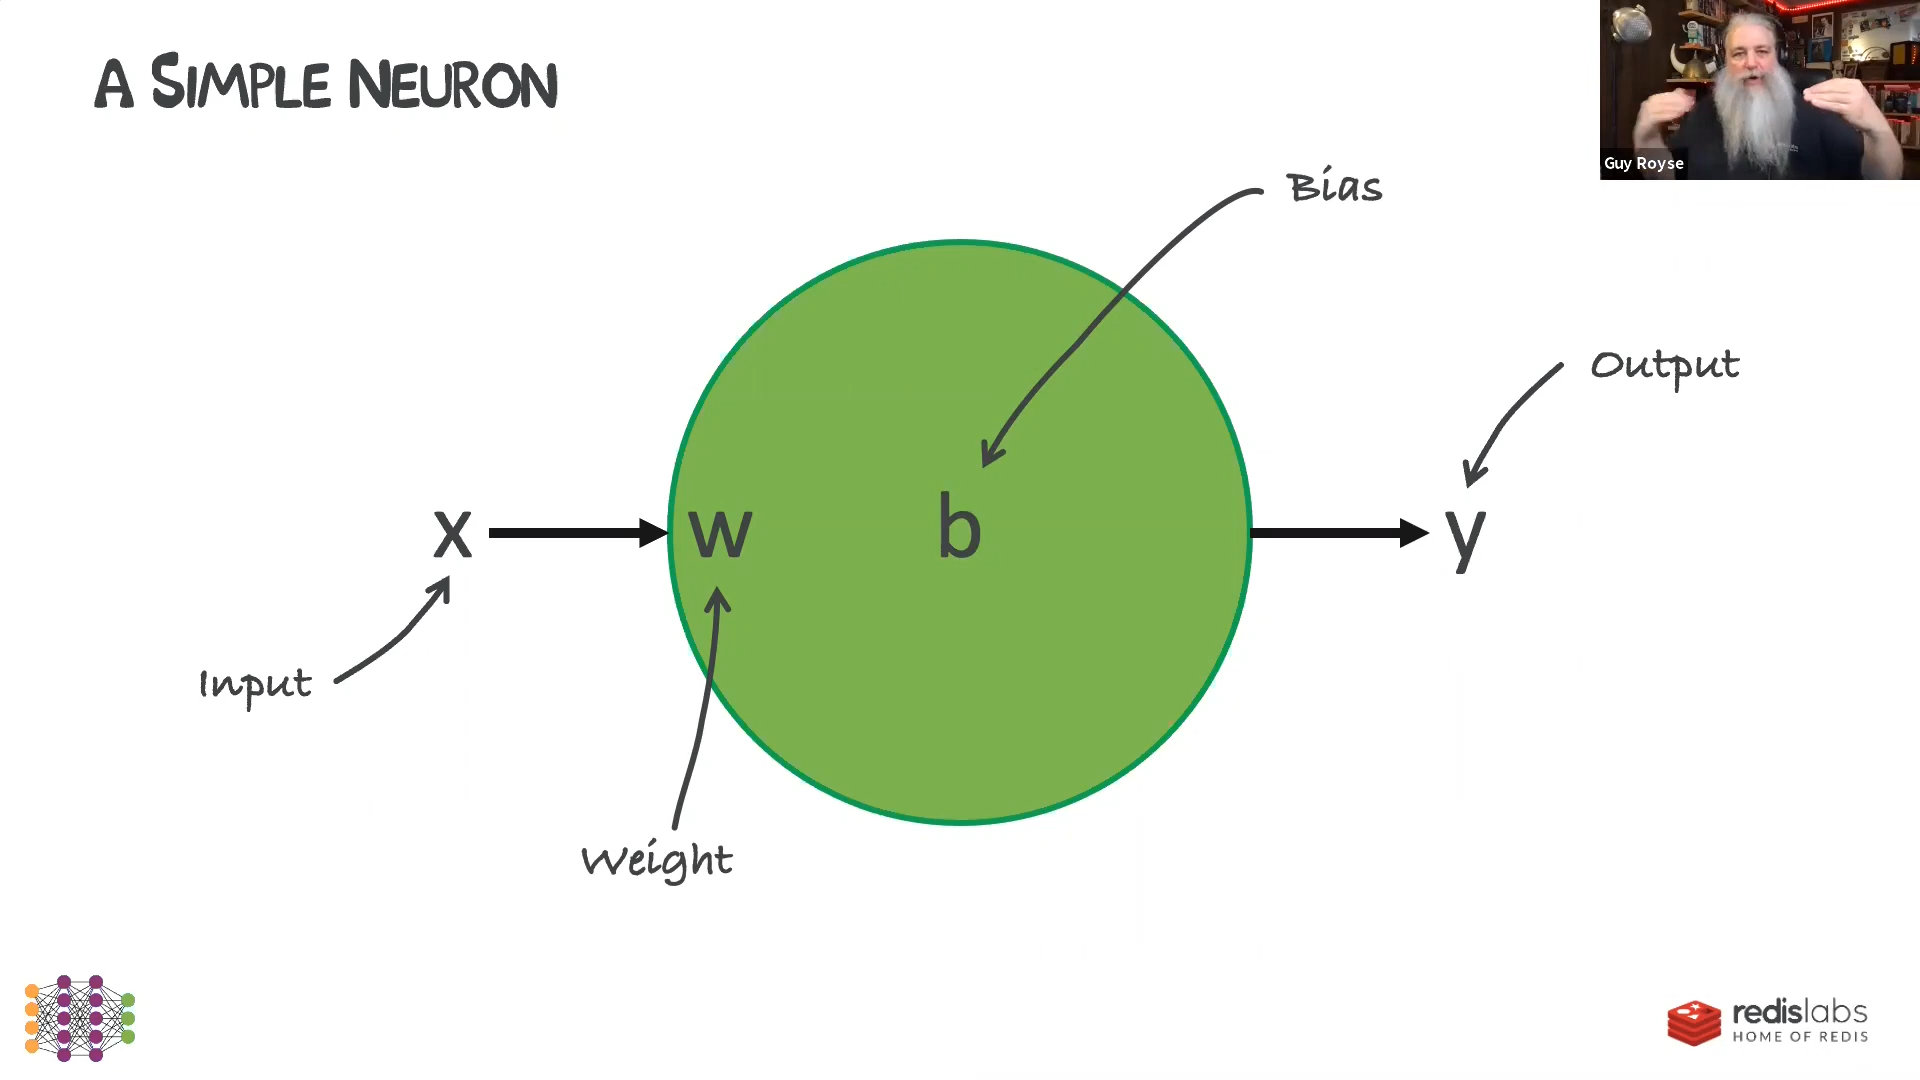 A SIMPLE NEURON
Guy Royse
Bias
Output
x
w
b
y
Input
Weight
redislabs
HOME OF REDIS